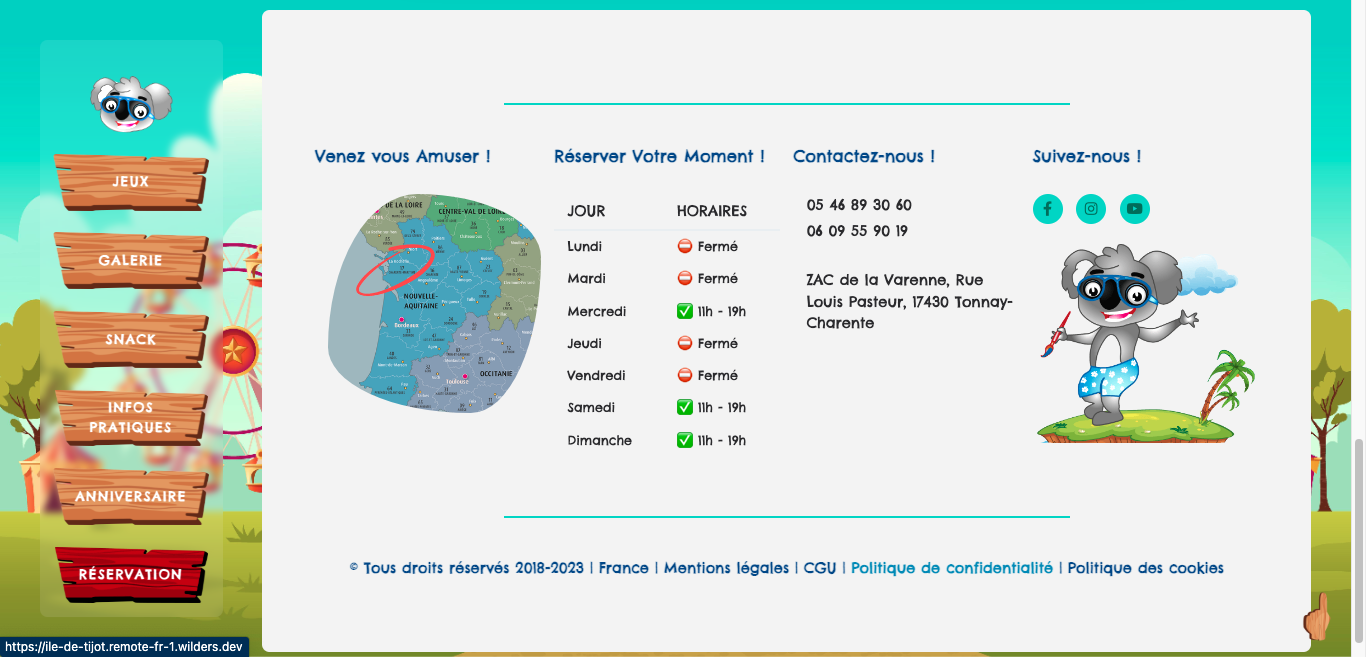 JEUX
GALERIE
SNACK
INFOS
PRATIQUES
ANNIVERSAIRE
RÉSERVATION
Venez vous Amuser !
DE LA LOIRE
CENTRE-VAL DE LOIRE
NOUVELLE-
AQUITAINE
Bordeaux
Toulouse
OCCITANIE
Réserver Votre Moment !
JOUR HORAIRES
Lundi ⛔ Fermé
Mardi ⛔ Fermé
Mercredi ✅ 11h - 19h
Jeudi ⛔ Fermé
Vendredi ⛔ Fermé
Samedi ✅ 11h - 19h
Dimanche ✅ 11h - 19h
Contactez-nous !
05 46 89 30 60
06 09 55 90 19
ZAC de la Varenne, Rue
Louis Pasteur, 17430 Tonnay-
Charente
Suivez-nous !
© Tous droits réservés 2018-2023 | France | Mentions légales | CGU | Politique de confidentialité | Politique des cookies
https://ile-de-tijot.remote-fr-1.wilders.dev